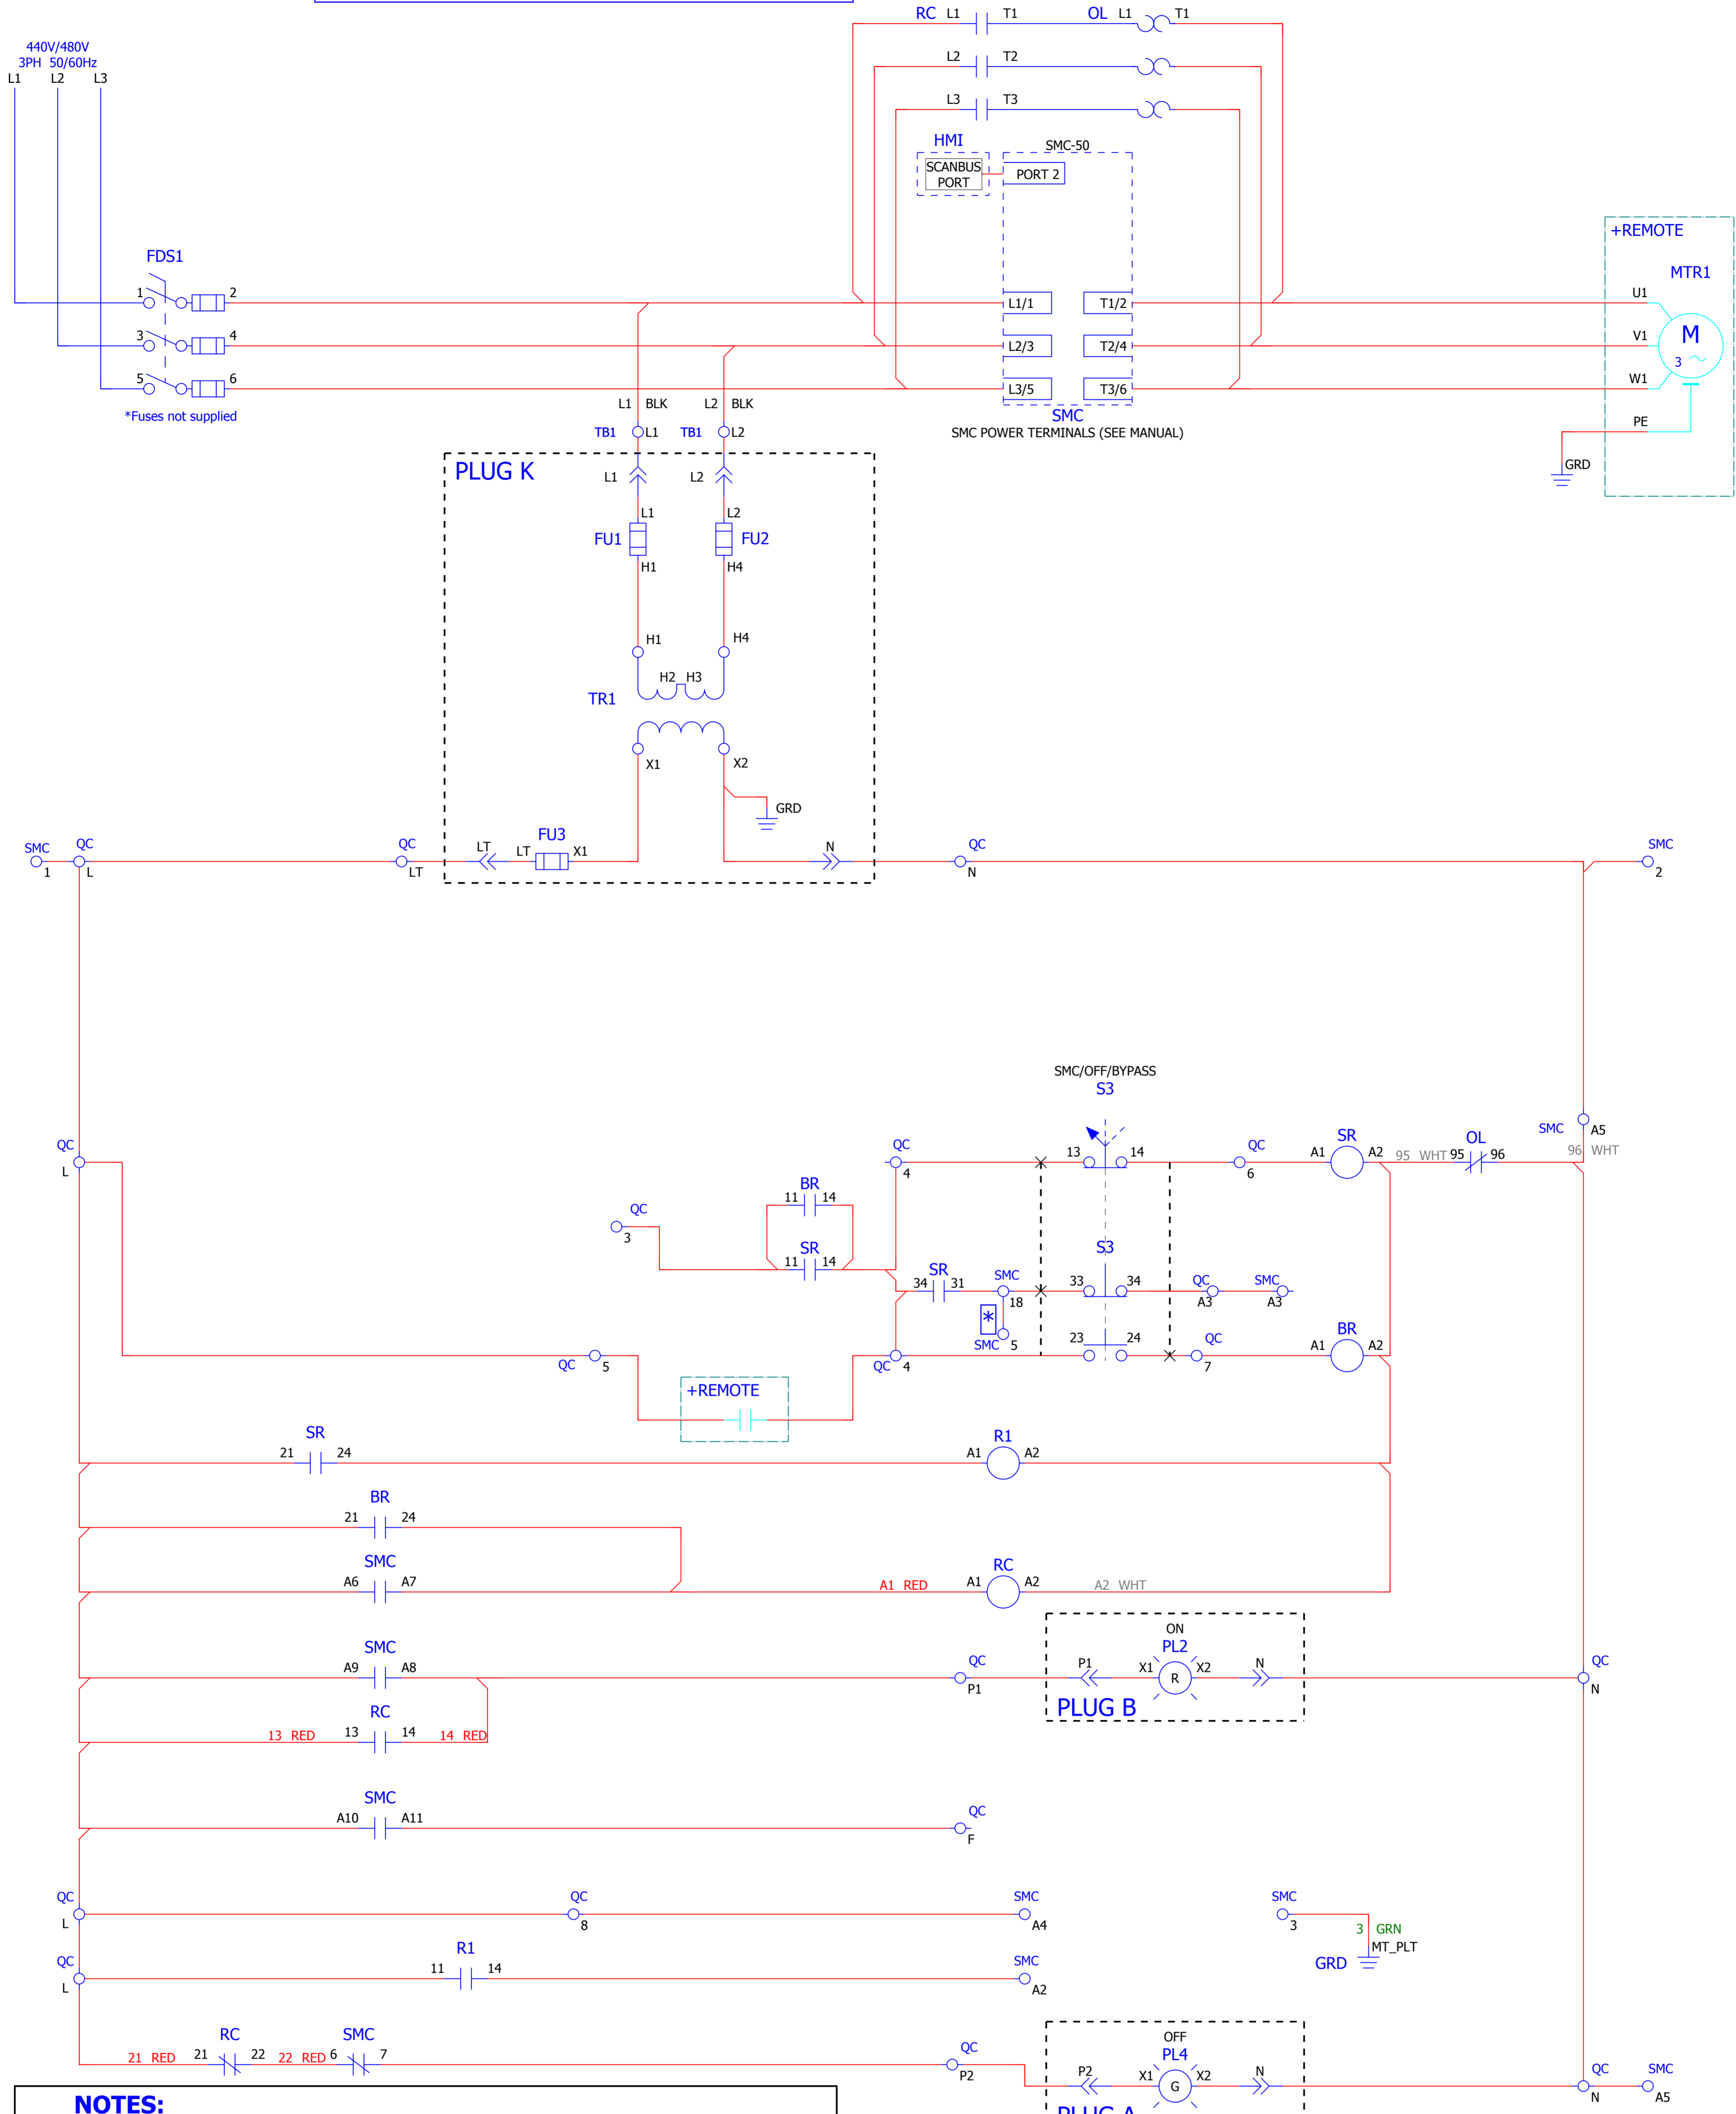 RC L1 T1 OL L1 T1
440V/480V
3PH 50/60Hz
L1 L2 L3
L2 T2
L3 T3
HMI
SMC-50
SCANBUS
PORT
PORT 2
+REMOTE
FDS1
MTR1
1 2
L1/1 T1/2
U1
3 4
L2/3 T2/4
V1
M
3
5 6
L3/5 T3/6
W1
*Fuses not supplied
L1 BLK L2 BLK
SMC
TB1 L1 TB1 L2
SMC POWER TERMINALS (SEE MANUAL)
PE
GRD
PLUG K
L1 L2
L1 L2
FU1 FU2
H1 H4
H1 H4
H2 H3
TR1
X1 X2
GRD
FU3
SMC QC QC LT LT X1 N QC SMC
1 L LT N 2
SMC/OFF/BYPASS
S3
SMC A5
QC QC 13 14 QC SR OL
A1 A2 95 WHT 95 96 96 WHT
L 4 6
BR
11 14
QC
3
SR
11 14
S3
SR
34 31 SMC 33 34 QC SMC
18 A3 A3
*
SMC 5
23 24 QC BR
A1 A2
QC 5 QC 4 7
+REMOTE
SR
21 24
R1
A1 A2
BR
21 24
SMC
A6 A7
RC
A1 RED A1 A2 A2 WHT
ON
SMC
PL2
A9 A8 QC P1 X1 R X2 N QC
P1 N
RC
PLUG B
13 RED 13 14 14 RED
SMC
A10 A11 QC
F
QC QC SMC SMC
L 8 A4 3
3 GRN
MT_PLT
GRD
QC R1 SMC
11 14
L A2
OFF
RC SMC
PL4
21 RED 21 22 22 RED 6 7 QC
P2 P2 X1 G X2 N QC SMC
N A5
NOTES:
PLUG A